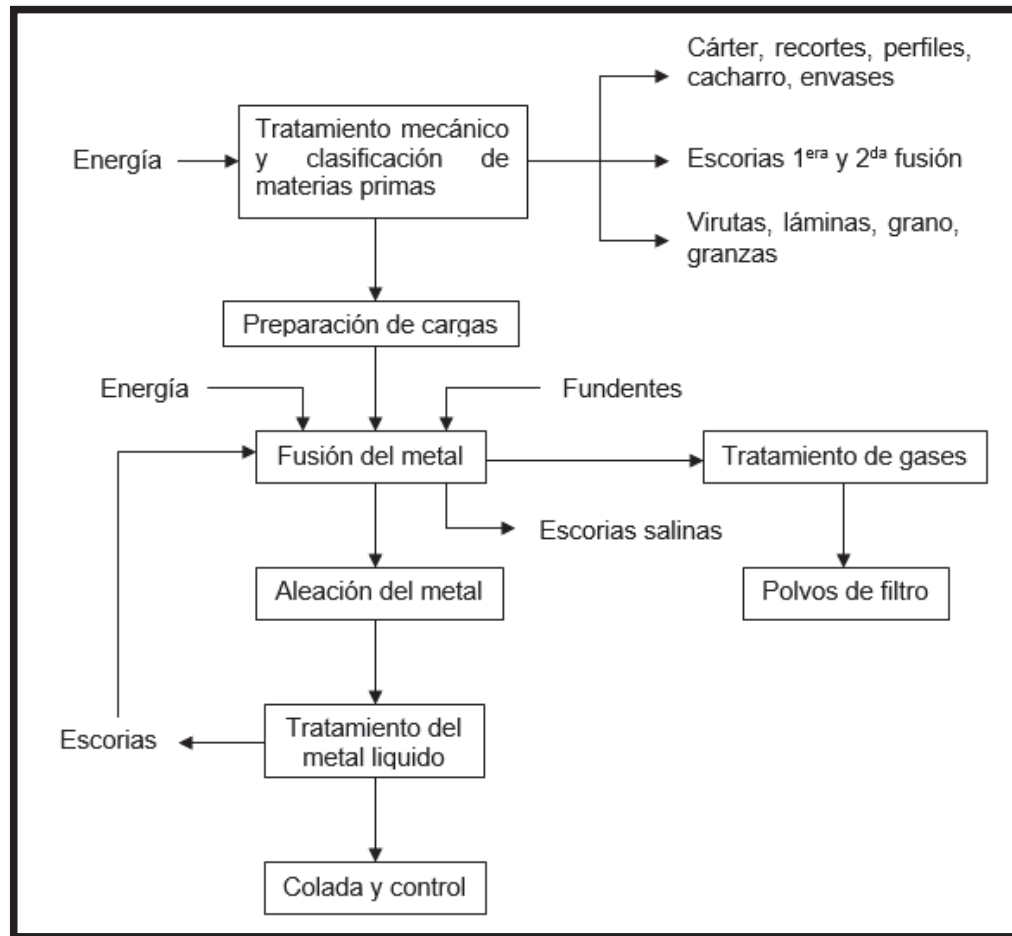 Cárter, recortes, perfiles,
cacharro, envases
Tratamiento mecánico
y clasificación de
materias primas
Energía
Escorias 1era y 2da fusión
Virutas, láminas, grano,
granzas
Preparación de cargas
Energía
Fundentes
Fusión del metal
Tratamiento de gases
Escorias salinas
Aleación del metal
Polvos de filtro
Tratamiento del
metal liquido
Escorias
Colada y control